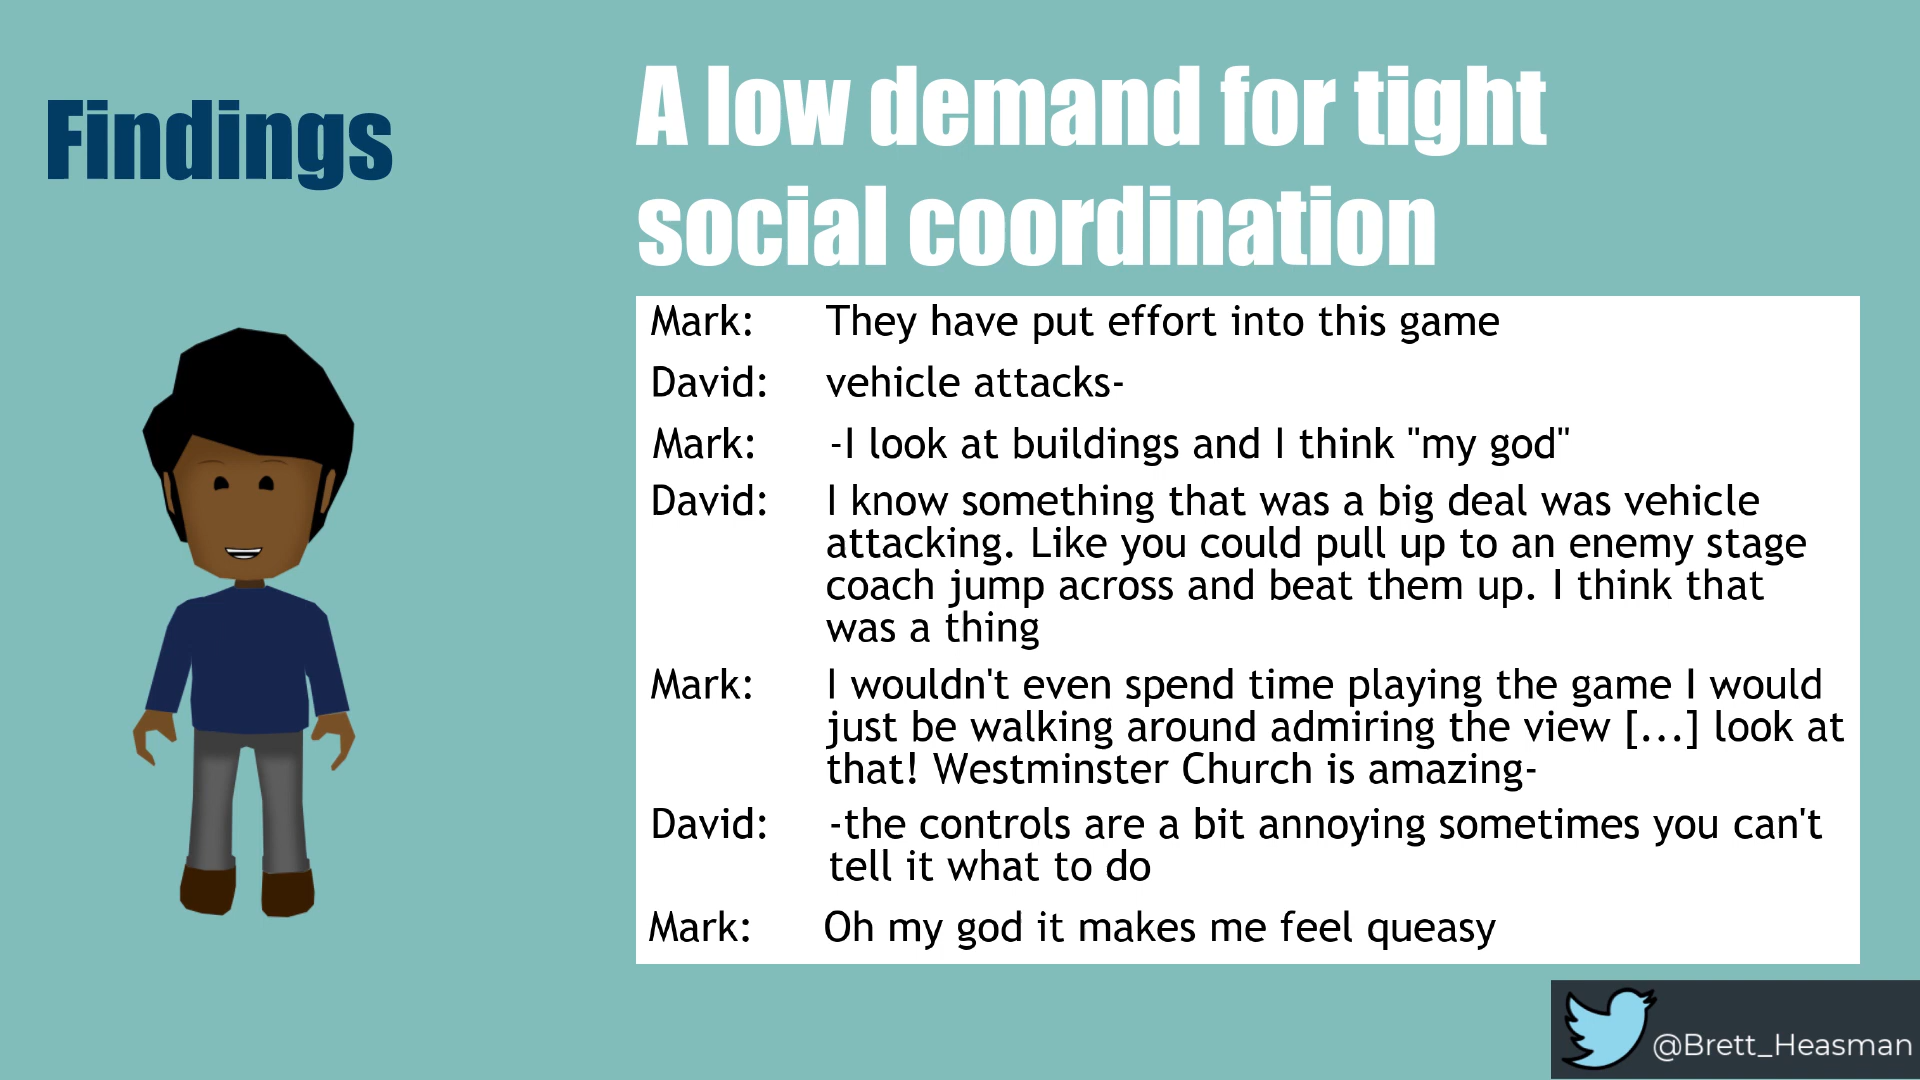 Findings
A low demand for tight
social coordination
Mark: They have put effort into this game
David: vehicle attacks-
Mark: -I look at buildings and I think "my god"
David: I know something that was a big deal was vehicle
attacking. Like you could pull up to an enemy stage
coach jump across and beat them up. I think that
was a thing
Mark: I wouldn't even spend time playing the game I would
just be walking around admiring the view [...] look at
that! Westminster Church is amazing-
David: -the controls are a bit annoying sometimes you can't
tell it what to do
Mark: Oh my god it makes me feel queasy
@Brett_Heasman